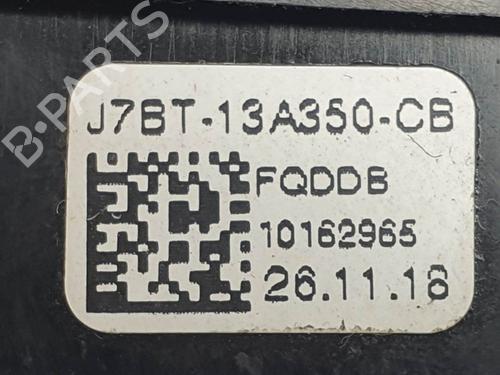 J7BT-13A350-CB
FQDDB
10162965
26.11.18
B-PARTS